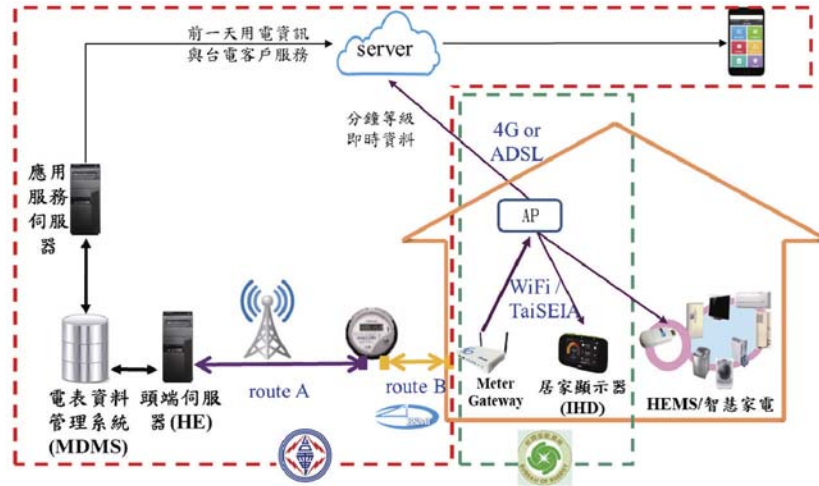 前一天用電資訊
與台電客戶服務
server
分鐘等級
即時資料
4G or
ADSL
應用
服務
伺服
器
AP
WiFi /
TaiSEIA
route A
route B
Meter
Gateway
居家顯示器
(IHD)
HEMS/智慧家電
電表資料
管理系統
(MDMS)
頭端伺服
器(HE)
BUREAU OF ENERGY